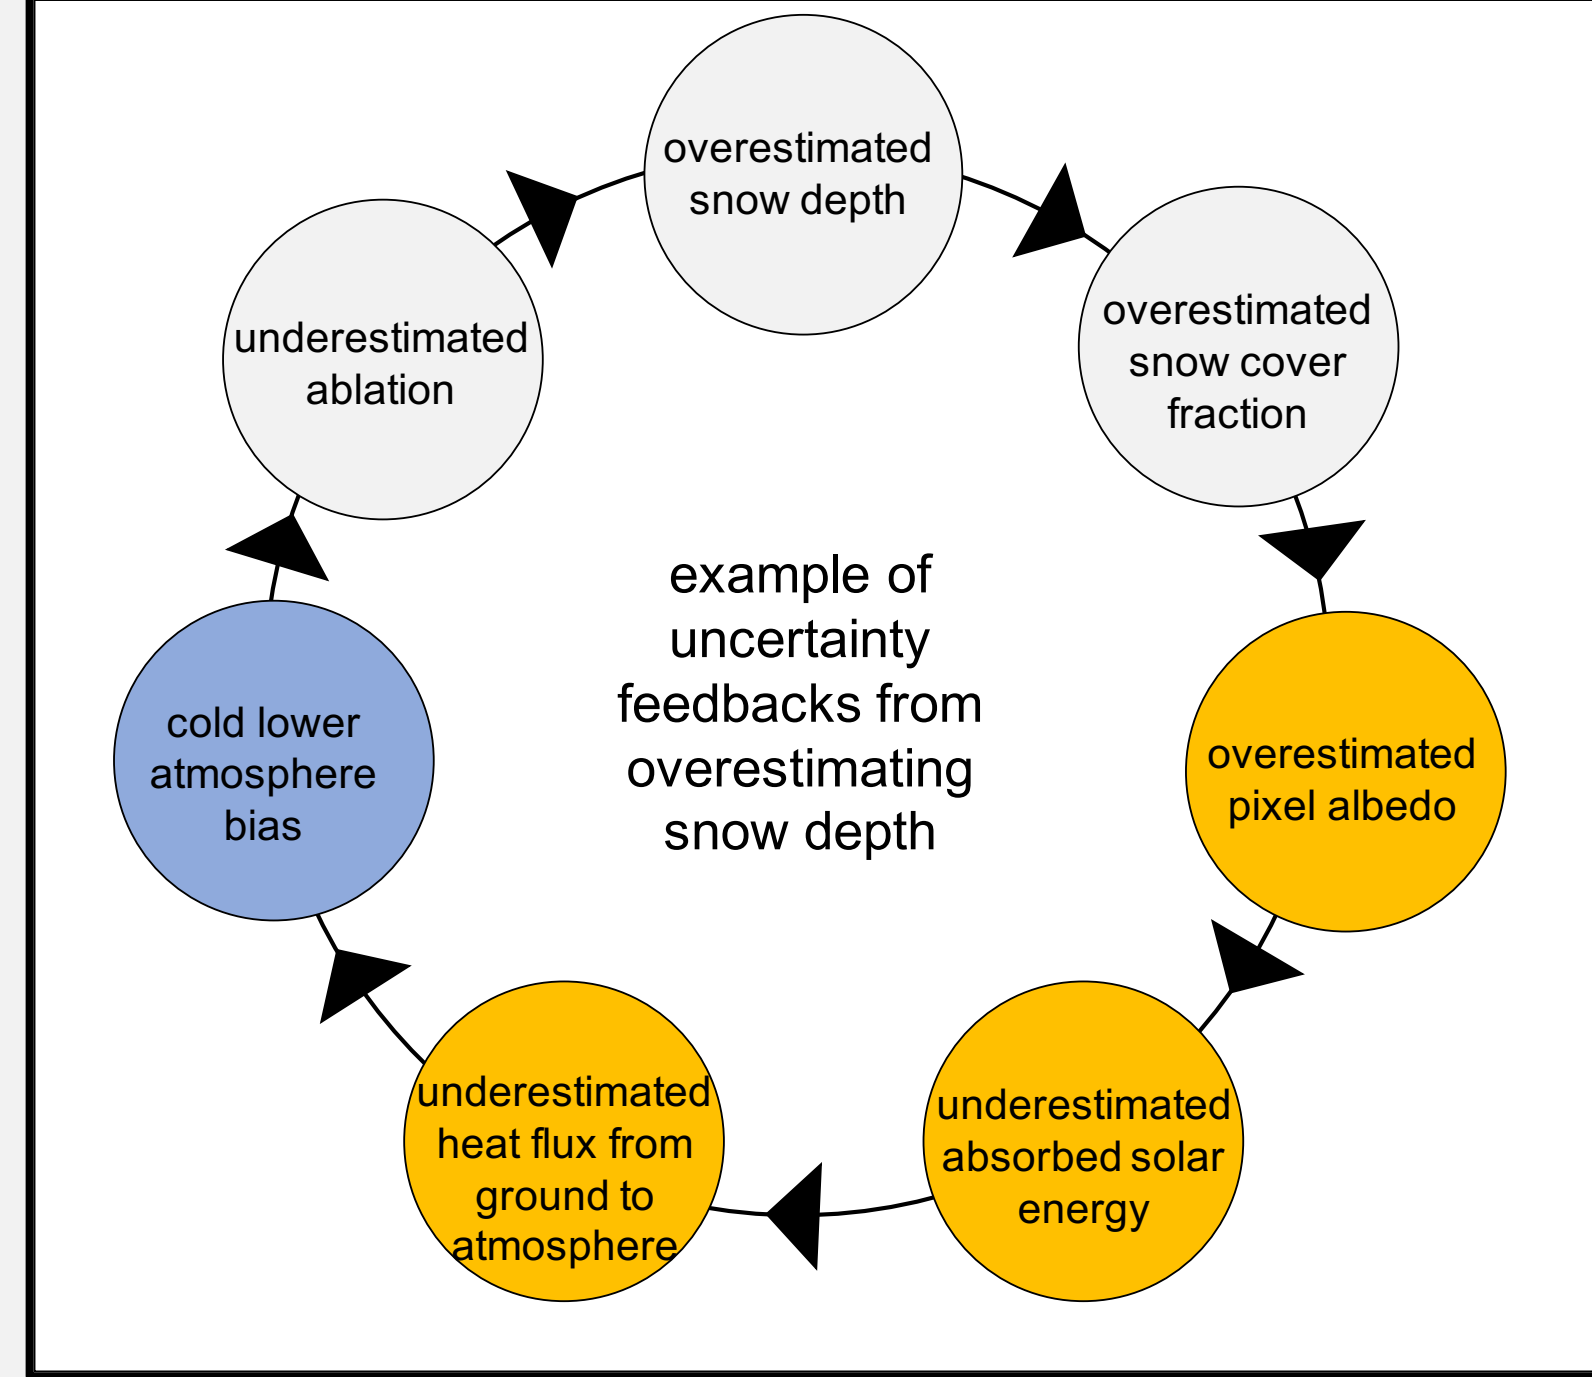 overestimated
snow depth
overestimated
snow cover
fraction
overestimated
pixel albedo
underestimated
absorbed solar
energy
underestimated
heat flux from
ground to
atmosphere
cold lower
atmosphere
bias
underestimated
ablation
example of
uncertainty
feedbacks from
overestimating
snow depth